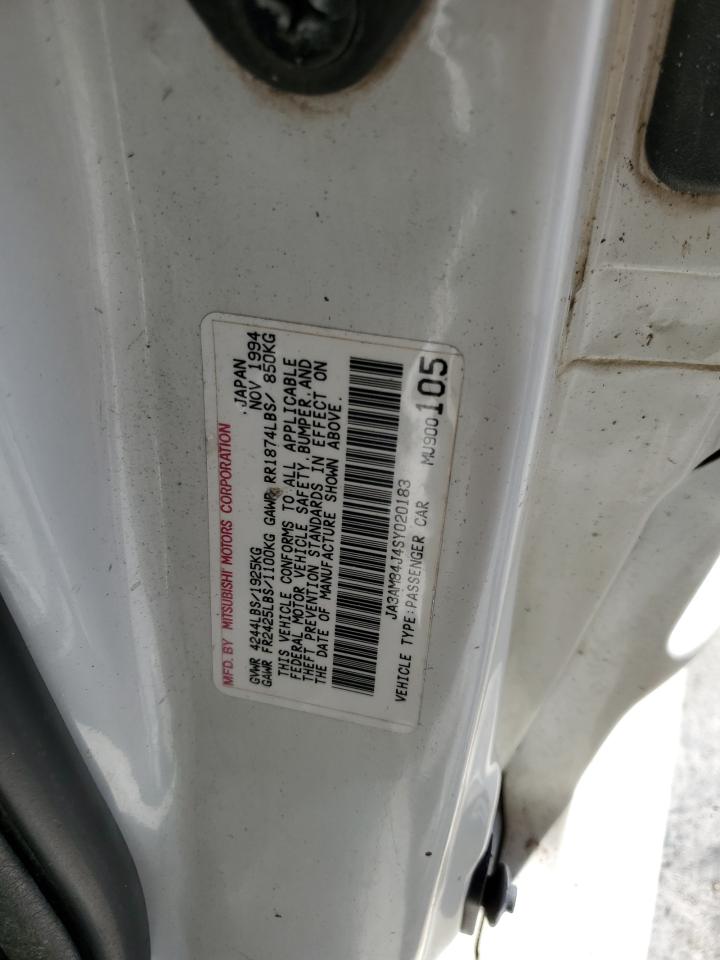 MFD. BY MITSUBISHI MOTORS CORPORATION JAPAN
GVWR 4244LBS/1925KG NOV 1994
GAWR FR2425LBS/1100KG GAWR RR1874LBS/ 850KG
THIS VEHICLE CONFORMS TO ALL APPLICABLE
FEDERAL MOTOR VEHICLE SAFETY, BUMPER, AND
THEFT PREVENTION STANDARDS IN EFFECT ON
THE DATE OF MANUFACTURE SHOWN ABOVE.
JA3AM84J4SY020183
VEHICLE TYPE:PASSENGER CAR MU900105